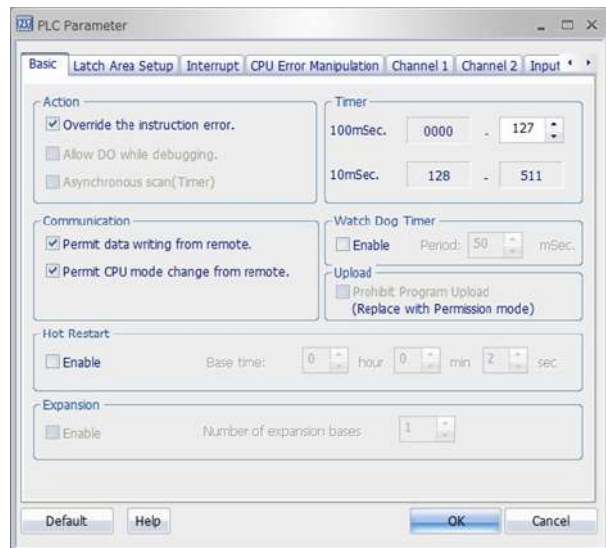 PLC Parameter
Basic Latch Area Setup Interrupt CPU Error Manipulation Channel 1 Channel 2 Input
Action
Override the instruction error.
Allow DO while debugging.
Asynchronous scan(Timer)
Timer
100mSec. 0000 - 127
10mSec. 128 - 511
Communication
Permit data writing from remote.
Permit CPU mode change from remote.
Watch Dog Timer
Enable Period: 50 mSec.
Upload
Prohibit Program Upload
(Replace with Permission mode)
Hot Restart
Enable Base time: 0 hour 0 min 2 sec
Expansion
Enable Number of expansion bases 1
Default Help OK Cancel